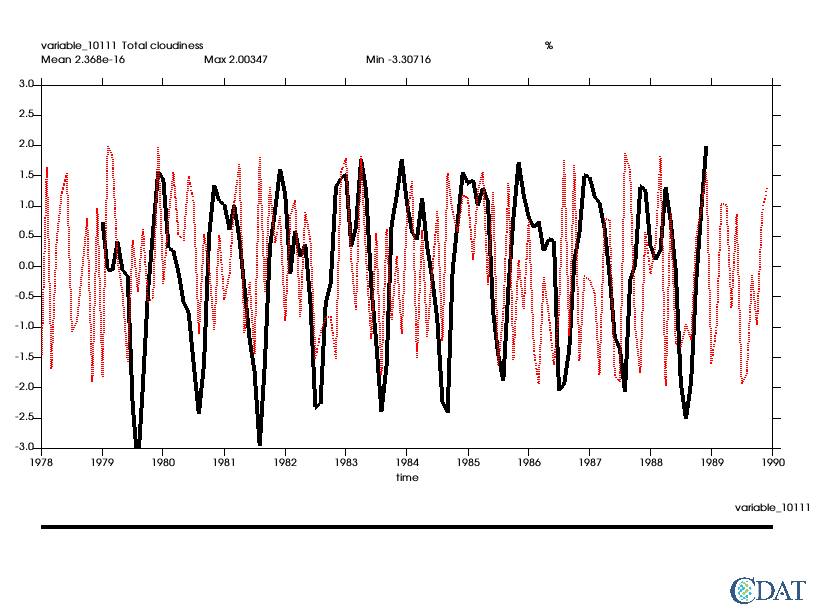 variable_10111 Total cloudiness %
Mean 2.368e-16 Max 2.00347 Min -3.30716
3.0
2.5
2.0
1.5
1.0
0.5
0.0
-0.5
-1.0
-1.5
-2.0
-2.5
-3.0
1978 1979 1980 1981 1982 1983 1984 1985 1986 1987 1988 1989 1990
time
variable_10111
CDAT